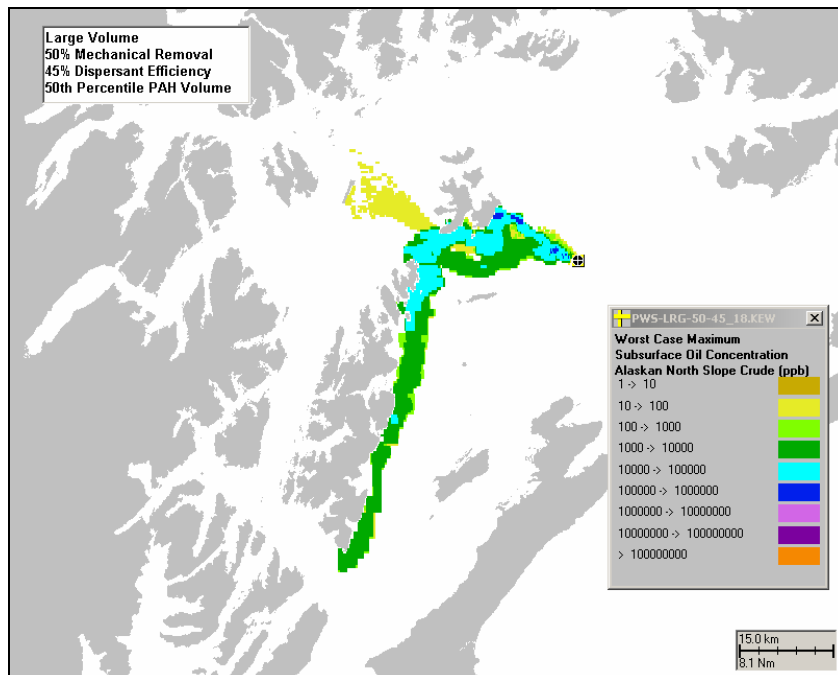 Large Volume
50% Mechanical Removal
45% Dispersant Efficiency
50th Percentile PAH Volume
PWS-LRG-50-45_18.KEW
Worst Case Maximum
Subsurface Oil Concentration
Alaskan North Slope Crude (ppb)
1 -> 10
10 -> 100
100 -> 1000
1000 -> 10000
10000 -> 100000
100000 -> 1000000
1000000 -> 10000000
10000000 -> 100000000
> 100000000
15.0 km
8.1 Nm